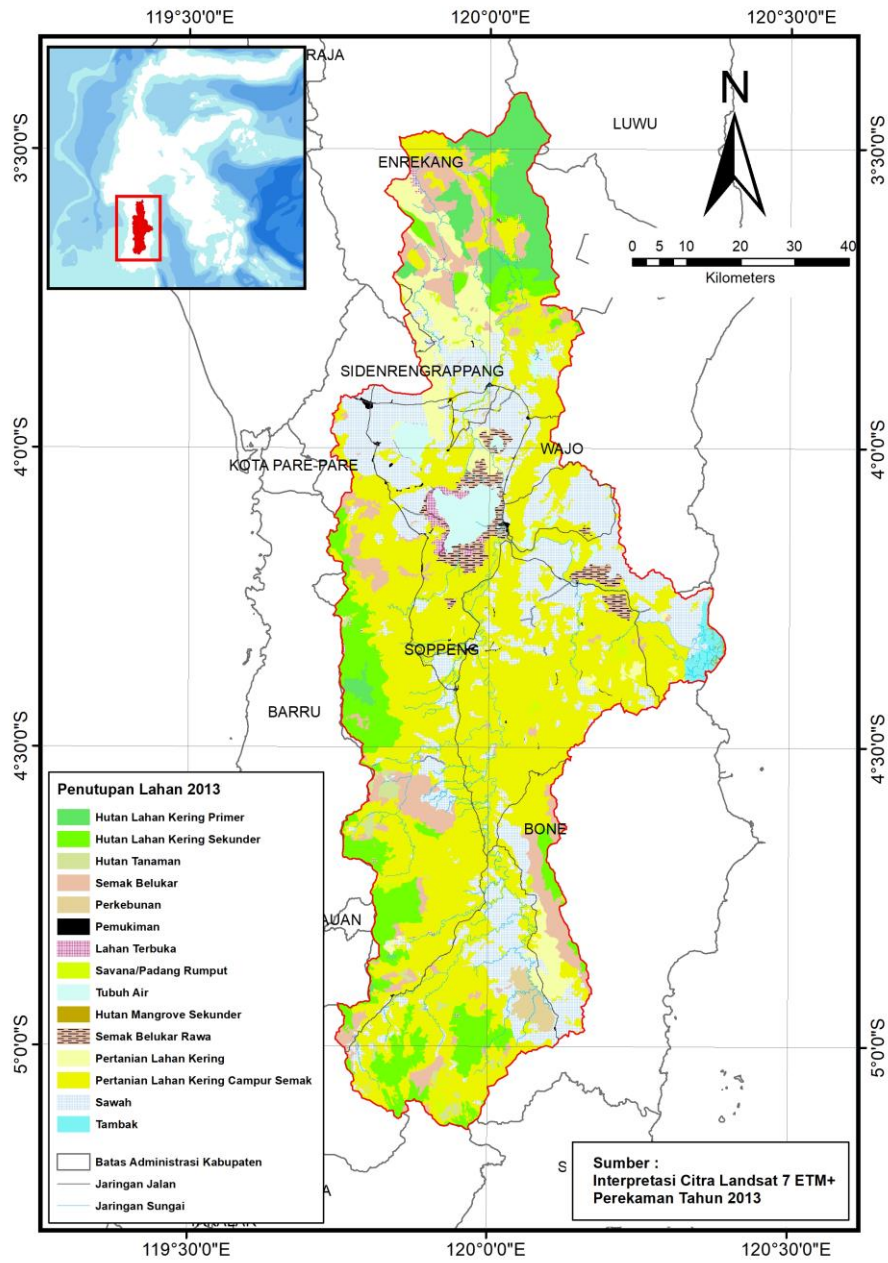 119°30'0"E 120°0'0"E 120°30'0"E
RAJA
N
LUWU
3°30'0"S 3°30'0"S
ENREKANG
0 5 10 20 30 40
Kilometers
SIDENRENGRAPPANG
4°0'0"S 4°0'0"S
WAJO
KOTA PARE-PARE
SOPPENG
BARRU
4°30'0"S 4°30'0"S
BONE
AUAN
5°0'0"S 5°0'0"S
S
A
Penutupan Lahan 2013
Hutan Lahan Kering Primer
Hutan Lahan Kering Sekunder
Hutan Tanaman
Semak Belukar
Perkebunan
Pemukiman
Lahan Terbuka
Savana/Padang Rumput
Tubuh Air
Hutan Mangrove Sekunder
Semak Belukar Rawa
Pertanian Lahan Kering
Pertanian Lahan Kering Campur Semak
Sawah
Tambak
Batas Administrasi Kabupaten
Jaringan Jalan
Jaringan Sungai
Sumber :
Interpretasi Citra Landsat 7 ETM+
Perekaman Tahun 2013
119°30'0"E 120°0'0"E 120°30'0"E